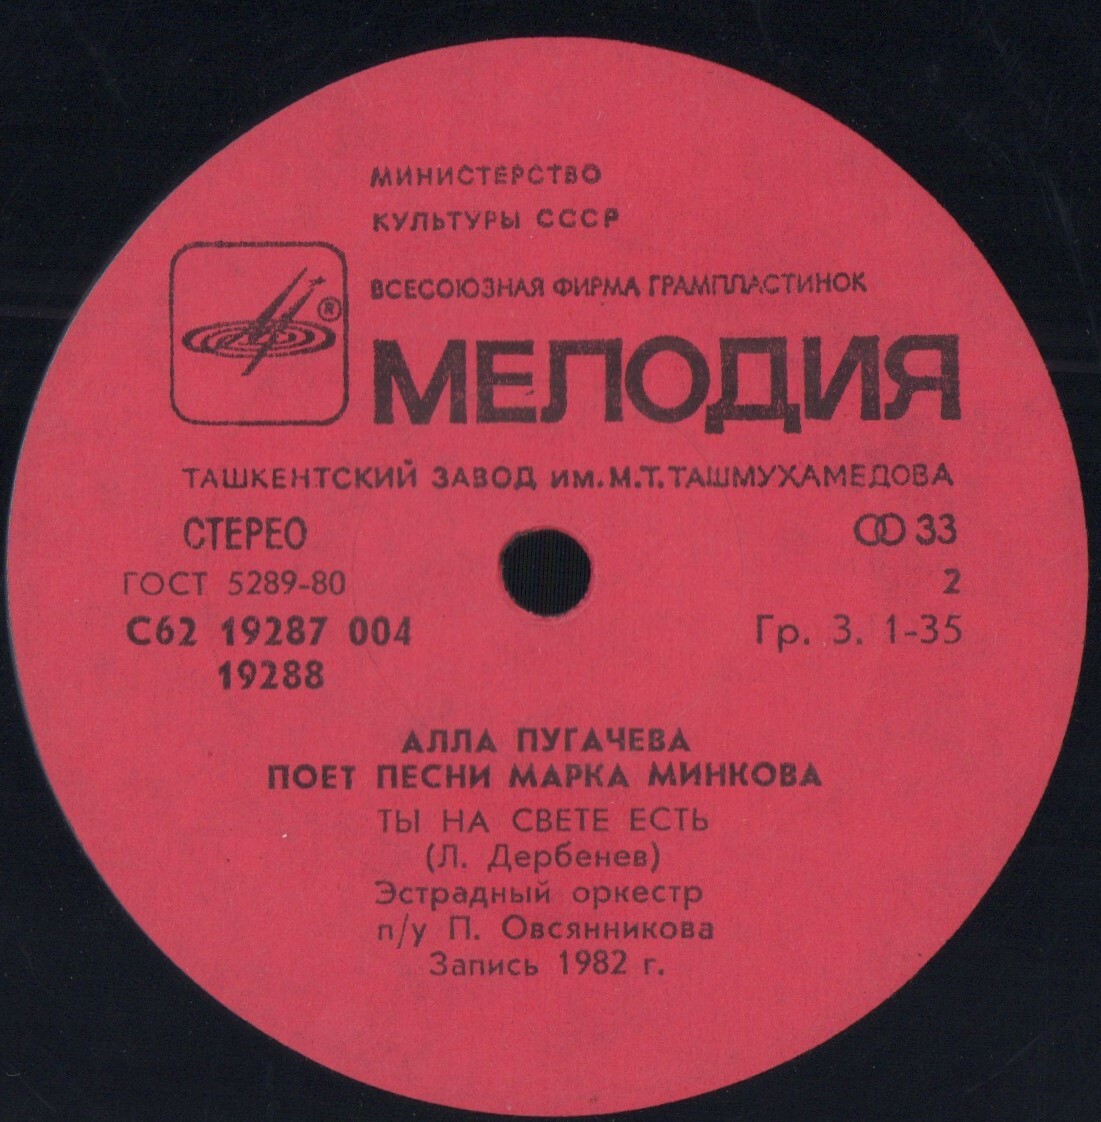 МИНИСТЕРСТВО
КУЛЬТУРЫ СССР
ВСЕСОЮЗНАЯ ФИРМА ГРАМПЛАСТИНОК
®
МЕЛОДИЯ
ТАШКЕНТСКИЙ ЗАВОД им. М.Т. ТАШМУХАМЕДОВА
СТЕРЕО
33
ГОСТ 5289-80
2
С62 19287 004
Гр. 3. 1-35
19288
АЛЛА ПУГАЧЕВА
ПОЕТ ПЕСНИ МАРКА МИНКОВА
ТЫ НА СВЕТЕ ЕСТЬ
(Л. Дербенев)
Эстрадный оркестр
п/у П. Овсянникова
Запись 1982 г.